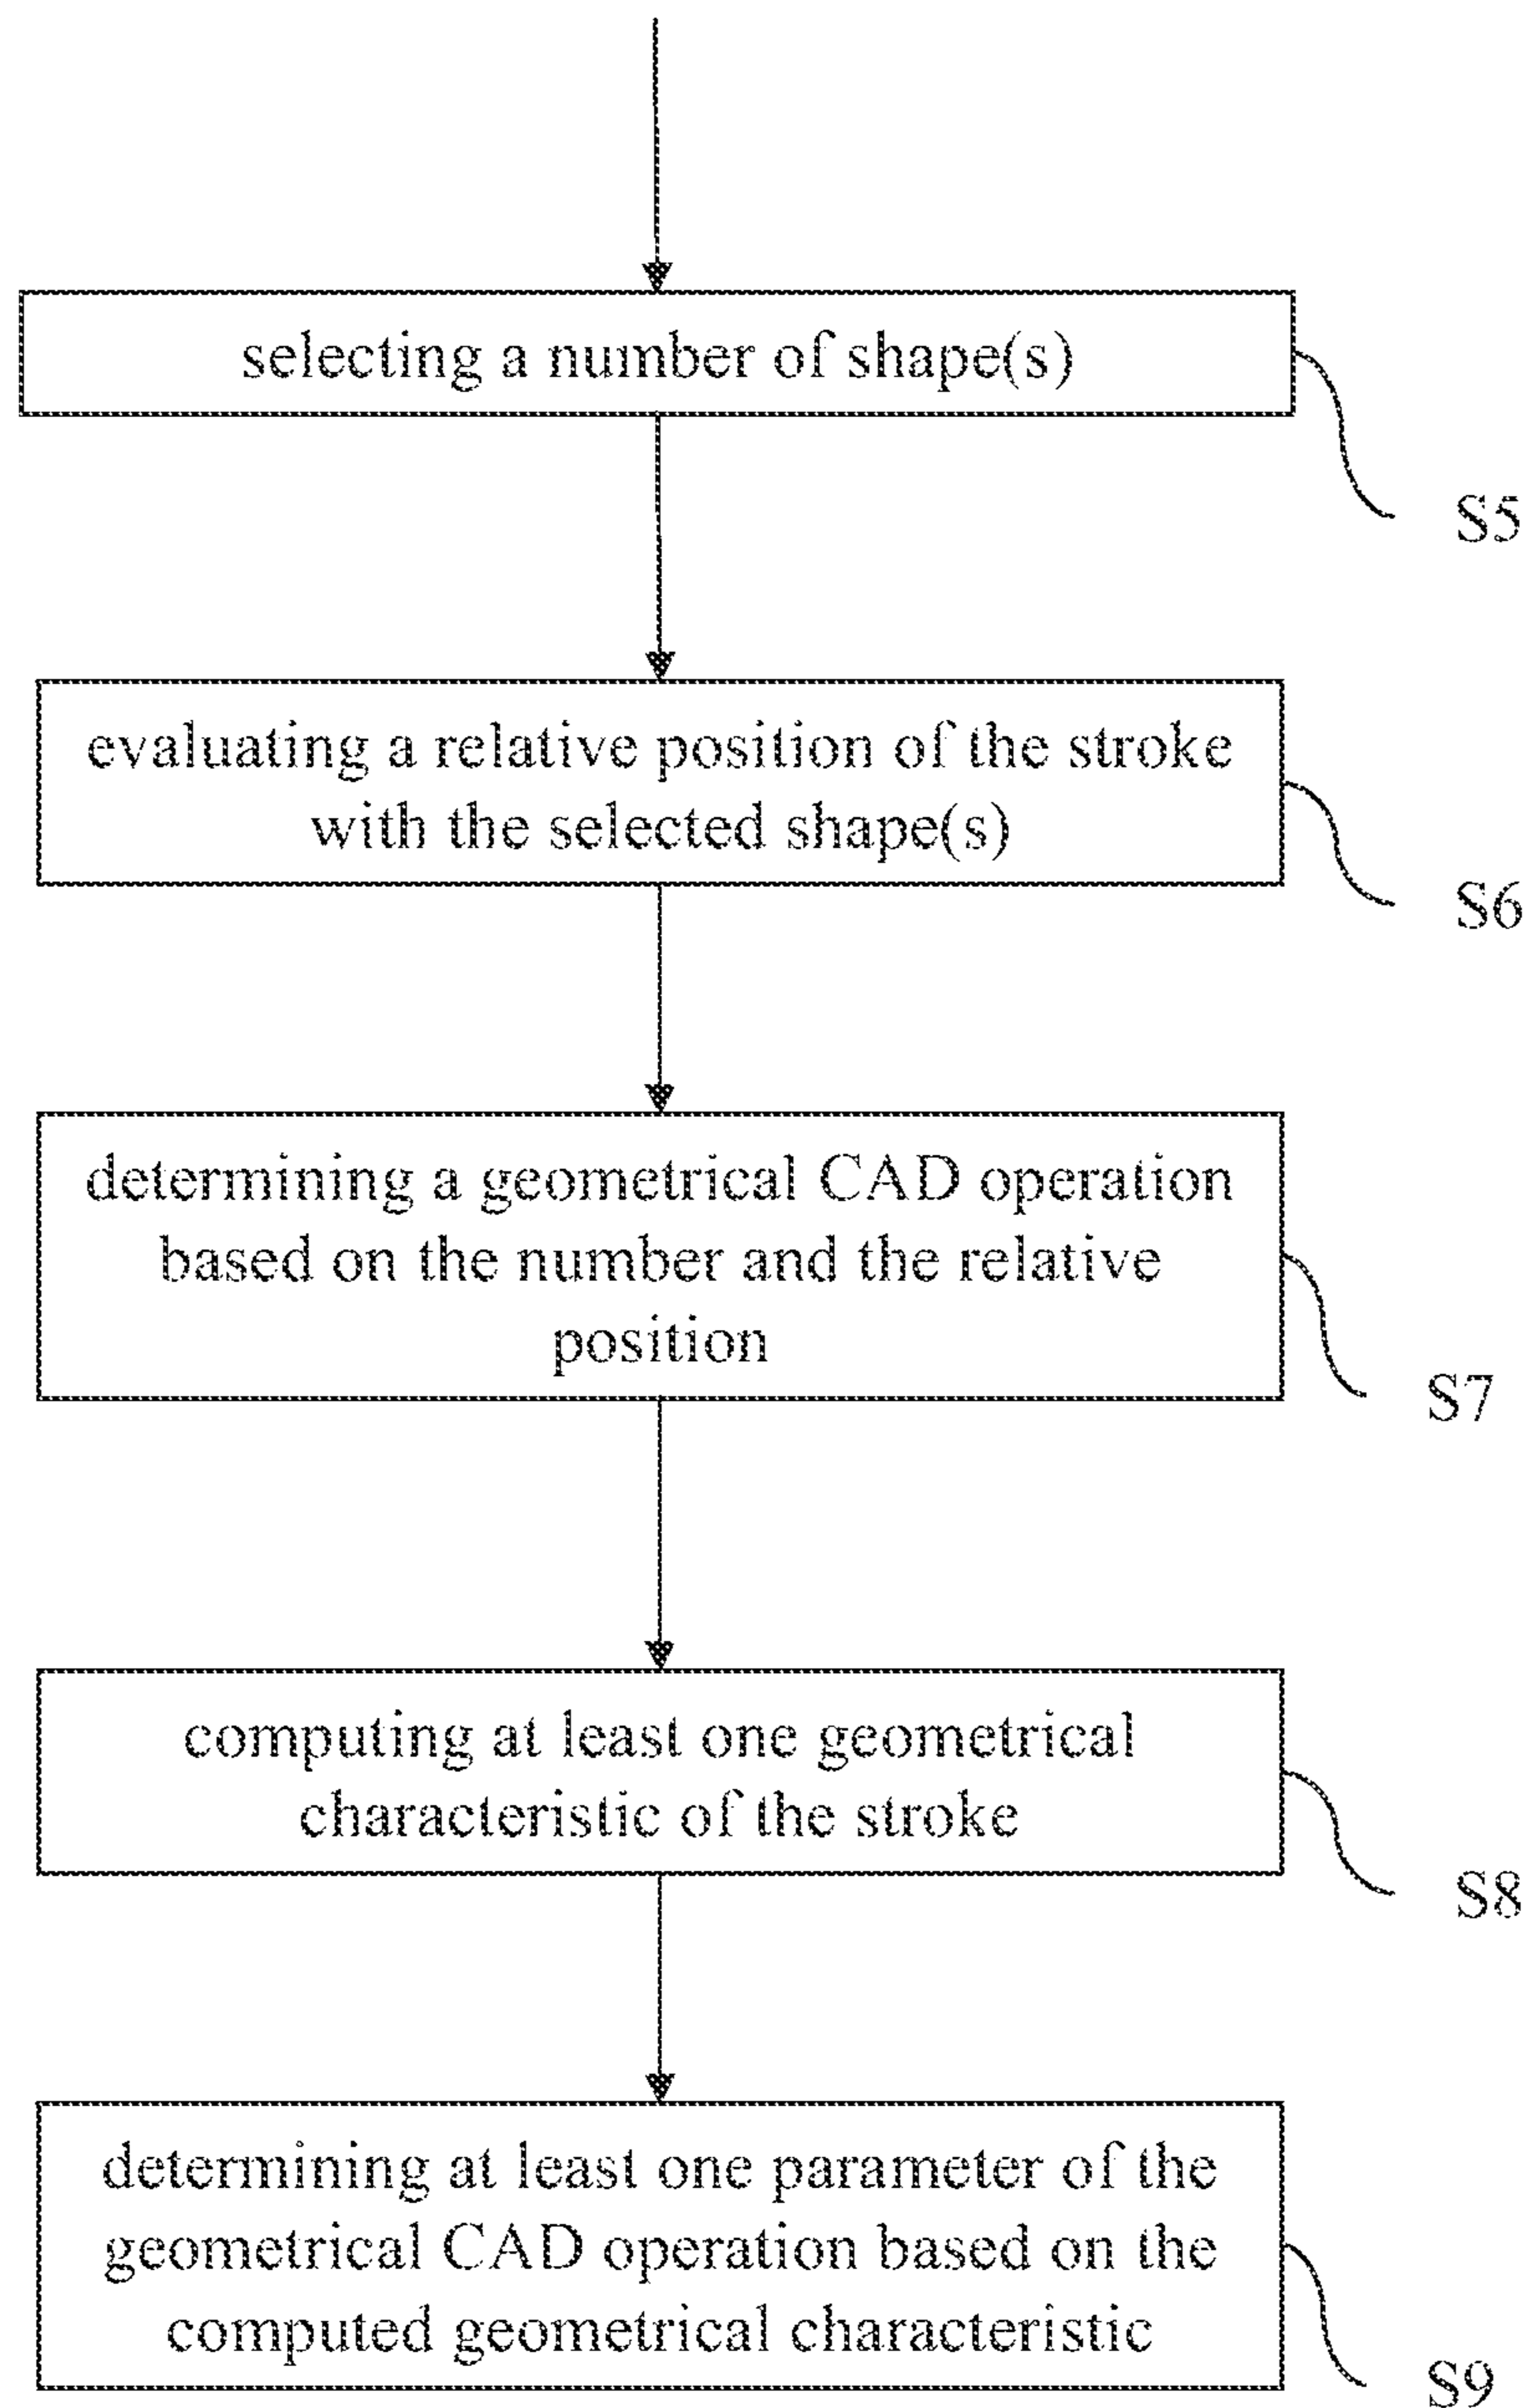 selecting a number of shape(s)
S5
evaluating a relative position of the stroke
with the selected shape(s)
S6
determining a geometrical CAD operation
based on the number and the relative
position
S7
computing at least one geometrical
characteristic of the stroke
S8
determining at least one parameter of the
geometrical CAD operation based on the
computed geometrical characteristic
S9